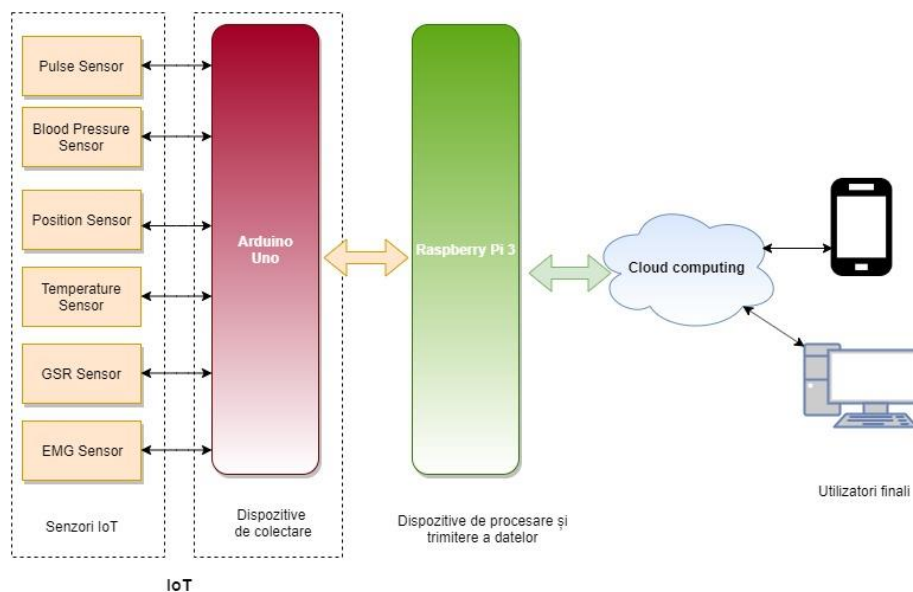 Pulse Sensor
Blood Pressure
Sensor
Position Sensor
Temperature
Sensor
GSR Sensor
EMG Sensor
Senzori IoT
Arduino
Uno
Dispozitive
de colectare
IoT
Raspberry Pi 3
Dispozitive de procesare și
trimitere a datelor
Cloud computing
Utilizatori finali